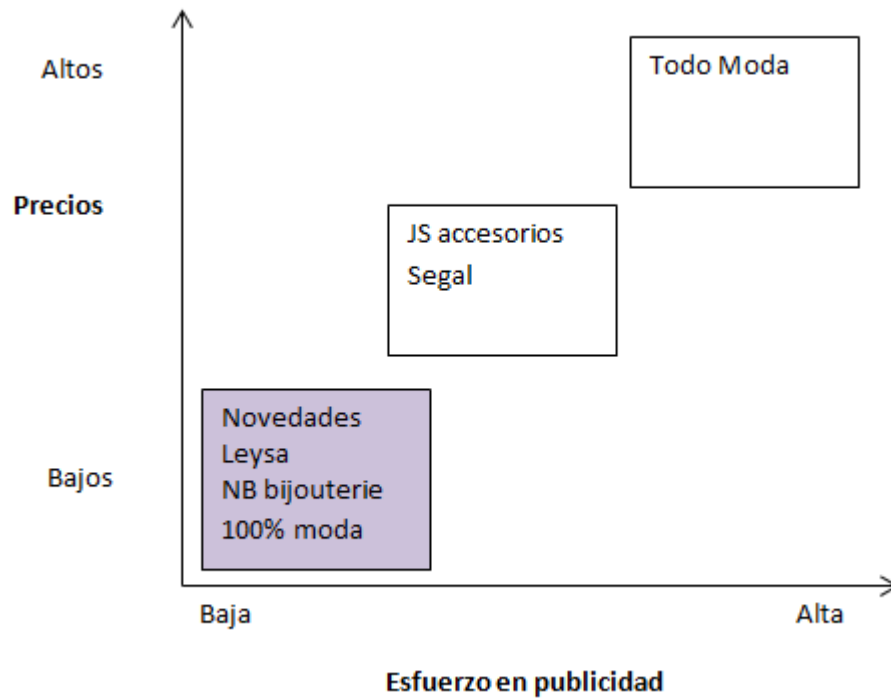 Altos
Todo Moda
Precios
JS accesorios
Segal
Novedades
Leysa
NB bijouterie
100% moda
Bajos
Baja
Alta
Esfuerzo en publicidad